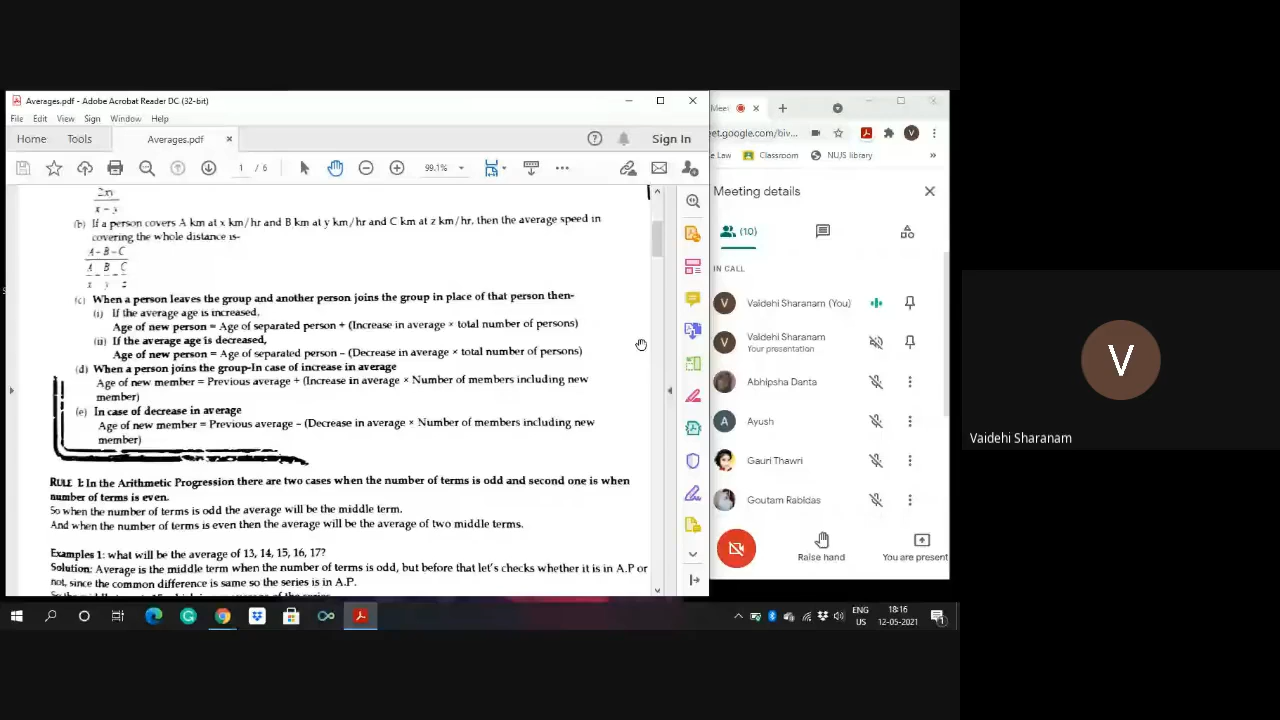 Averages.pdf - Adobe Acrobat Reader DC (32-bit)
File Edit View Sign Window Help
Home Tools Averages.pdf × Sign In
1 / 6 99.1%
2xy
x - y
(b) If a person covers A km at x km/hr and B km at y km/hr and C km at z km/hr, then the average speed in
covering the whole distance is-
A - B - C
A B C
x y z
(c) When a person leaves the group and another person joins the group in place of that person then-
(i) If the average age is increased,
Age of new person = Age of separated person + (Increase in average × total number of persons)
(ii) If the average age is decreased,
Age of new person = Age of separated person – (Decrease in average × total number of persons)
(d) When a person joins the group-In case of increase in average
Age of new member = Previous average + (Increase in average × Number of members including new
member)
(e) In case of decrease in average
Age of new member = Previous average – (Decrease in average × Number of members including new
member)
RULE 1: In the Arithmetic Progression there are two cases when the number of terms is odd and second one is when
number of terms is even.
So when the number of terms is odd the average will be the middle term.
And when the number of terms is even then the average will be the average of two middle terms.
Examples 1: what will be the average of 13, 14, 15, 16, 17?
Solution: Average is the middle term when the number of terms is odd, but before that let's checks whether it is in A.P or
not, since the common difference is same so the series is in A.P.
Meet
et.google.com/biv...
e Law Classroom NUJS library »
Meeting details
(10)
IN CALL
Vaidehi Sharanam (You)
Vaidehi Sharanam
Your presentation
Abhipsha Danta
A Ayush
Gauri Thawri
Goutam Rabidas
Raise hand
You are present
V
Vaidehi Sharanam
ENG
US
18:16
12-05-2021